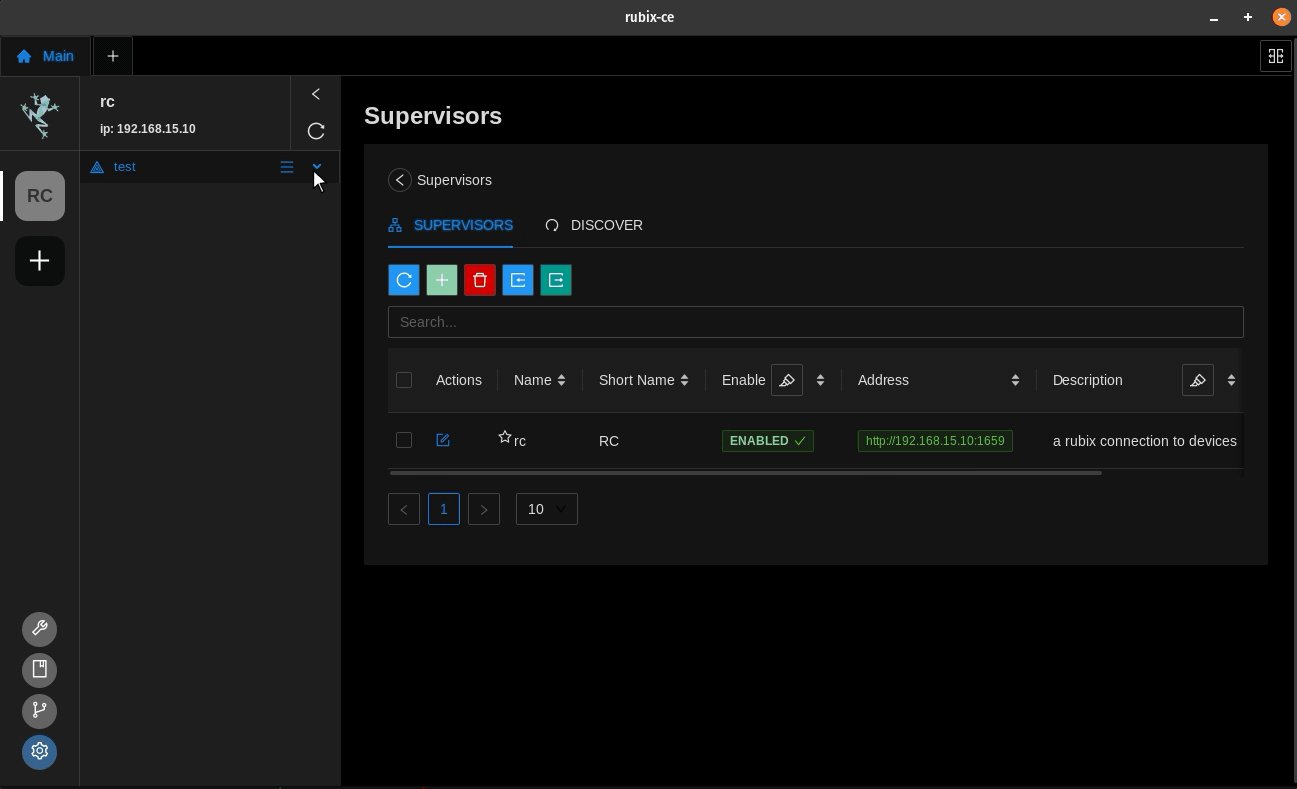 rubix-ce
Main
rc
ip: 192.168.15.10
test
RC
Supervisors
Supervisors
SUPERVISORS
DISCOVER
Search...
Actions Name Short Name Enable Address Description
rc RC ENABLED http://192.168.15.10:1659 a rubix connection to devices
1 10